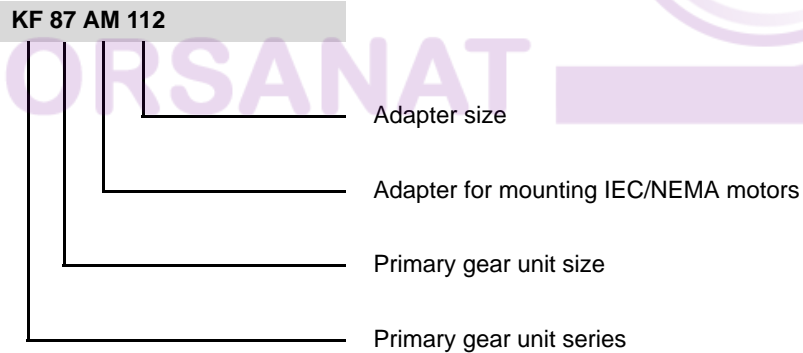 KF 87 AM 112
ORSANAT
Adapter size
Adapter for mounting IEC/NEMA motors
Primary gear unit size
Primary gear unit series